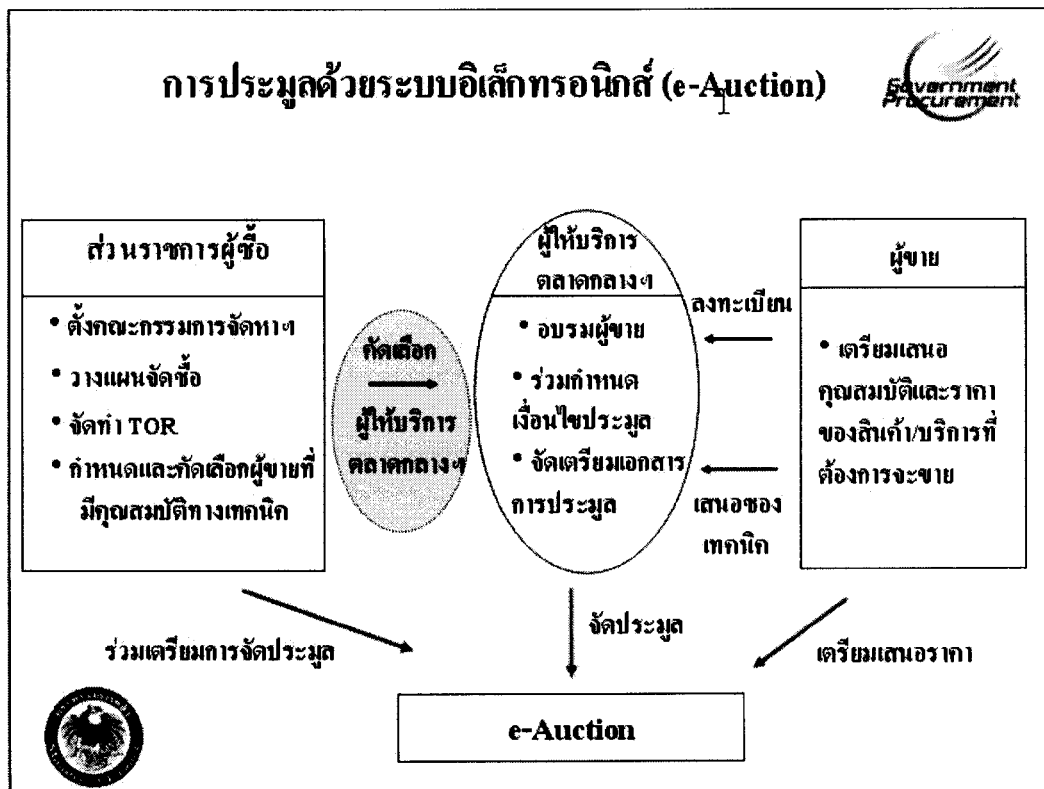 การประมูลด้วยระบบอิเล็กทรอนิกส์ (e-Auction)
Government
Procurement
ส่วนราชการผู้ซื้อ
• ตั้งคณะกรรมการจัดหาฯ
• วางแผนจัดซื้อ
• จัดทำ TOR
• กำหนดและคัดเลือกผู้ขายที่
มีคุณสมบัติทางเทคนิค
คัดเลือก
ผู้ให้บริการ
ตลาดกลางฯ
ผู้ให้บริการ
ตลาดกลางฯ
• อบรมผู้ขาย
• ร่วมกำหนด
เงื่อนไขประมูล
• จัดเตรียมเอกสาร
การประมูล
ลงทะเบียน
เสนอซอง
เทคนิค
ผู้ขาย
• เตรียมเสนอ
คุณสมบัติและราคา
ของสินค้า/บริการที่
ต้องการจะขาย
ร่วมเตรียมการจัดประมูล
จัดประมูล
เตรียมเสนอราคา
e-Auction